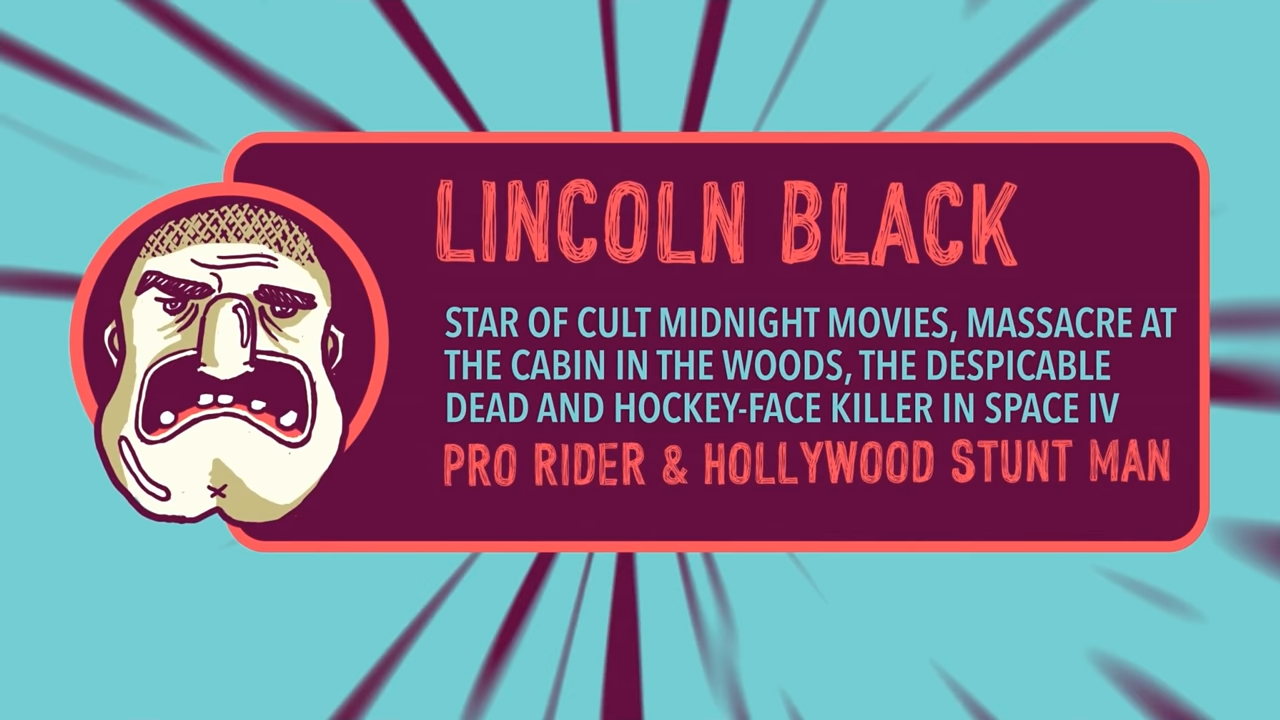 LINCOLN BLACK
STAR OF CULT MIDNIGHT MOVIES, MASSACRE AT
THE CABIN IN THE WOODS, THE DESPICABLE
DEAD AND HOCKEY-FACE KILLER IN SPACE IV
PRO RIDER & HOLLYWOOD STUNT MAN